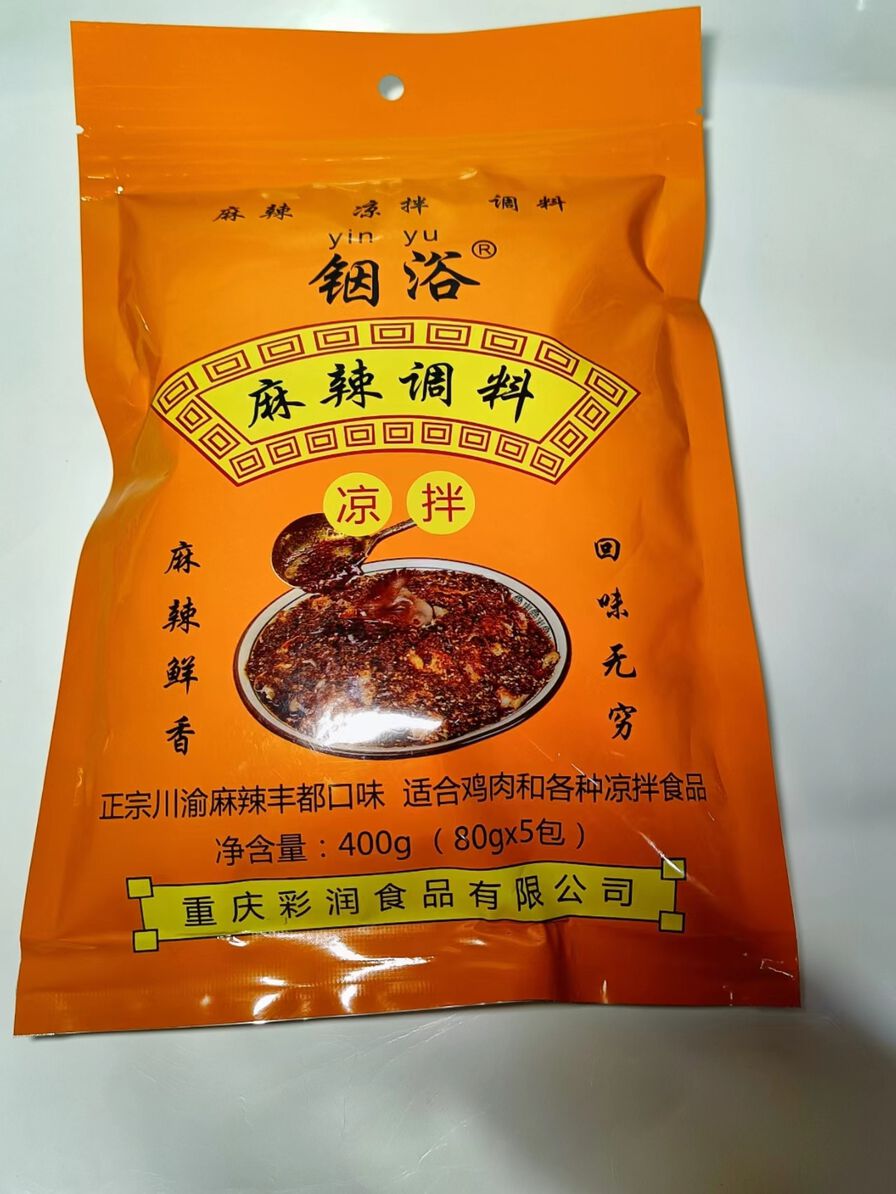 麻辣 凉拌 调料
yin yu
铟浴®
麻辣调料
凉拌
麻辣鲜香
回味无穷
正宗川渝麻辣丰都口味 适合鸡肉和各种凉拌食品
净含量：400g（80gx5包）
重庆彩润食品有限公司